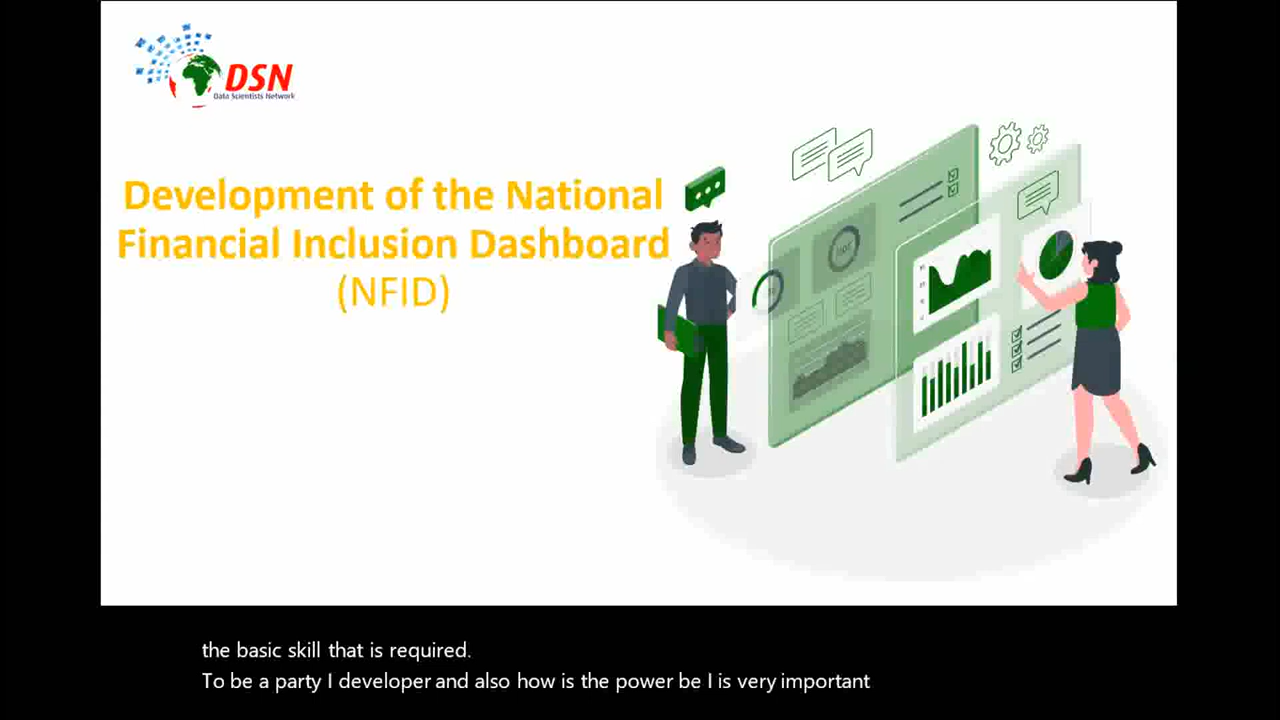 DSN
Data Scientists Network
Development of the National
Financial Inclusion Dashboard
(NFID)
the basic skill that is required.
To be a party I developer and also how is the power be I is very important